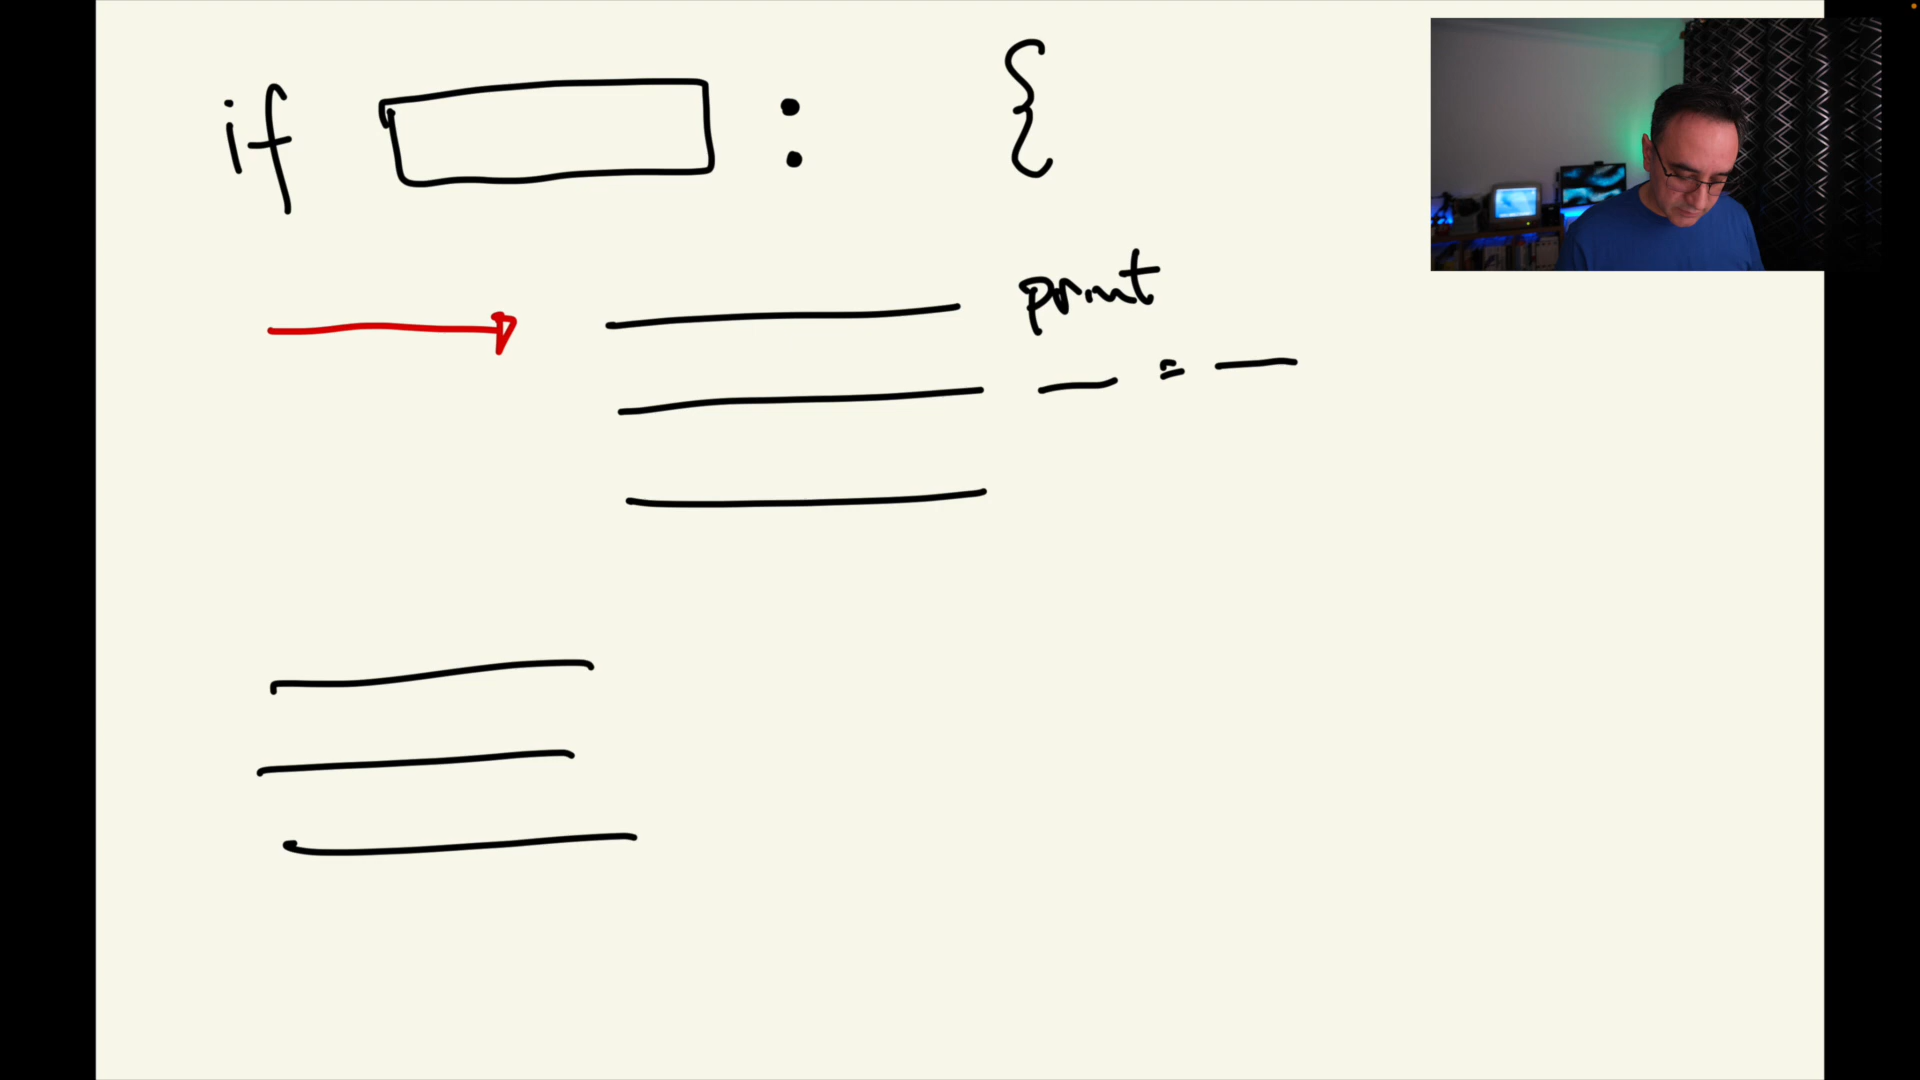 if : {
print
=